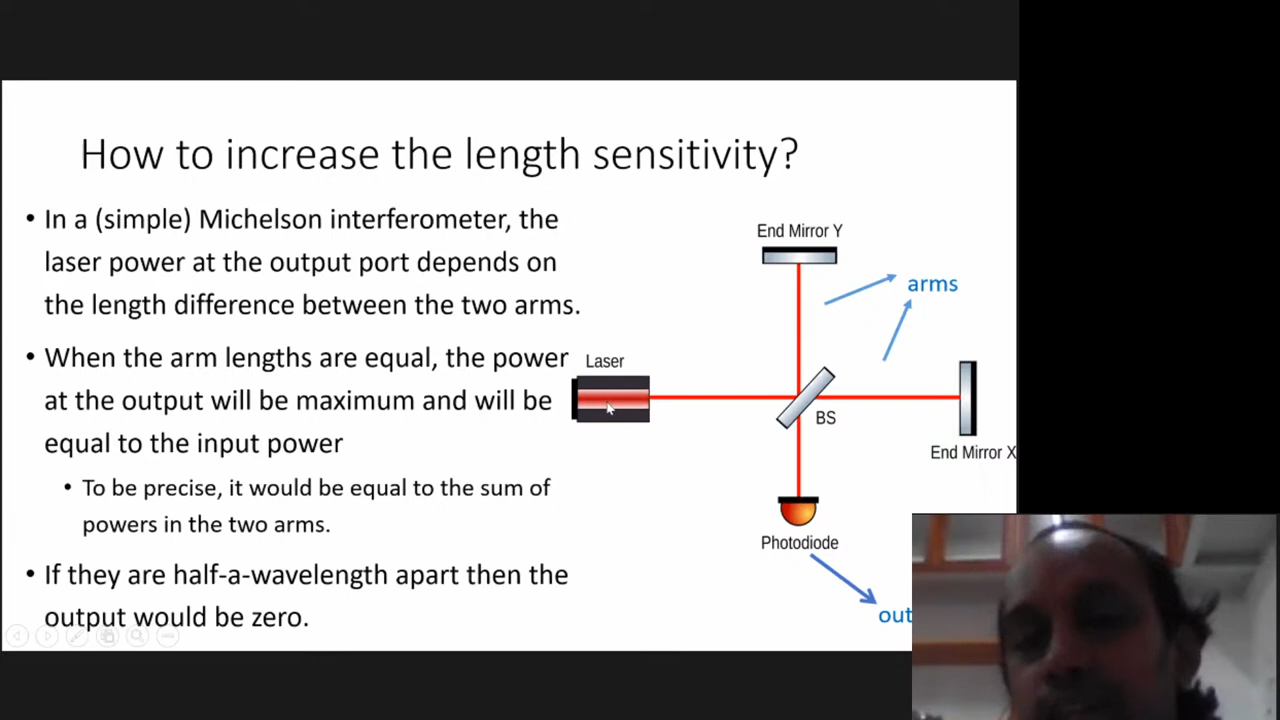 How to increase the length sensitivity?
• In a (simple) Michelson interferometer, the
laser power at the output port depends on
the length difference between the two arms.
• When the arm lengths are equal, the power
at the output will be maximum and will be
equal to the input power
• To be precise, it would be equal to the sum of
powers in the two arms.
• If they are half-a-wavelength apart then the
output would be zero.
End Mirror Y
arms
Laser
BS
End Mirror X
Photodiode
out